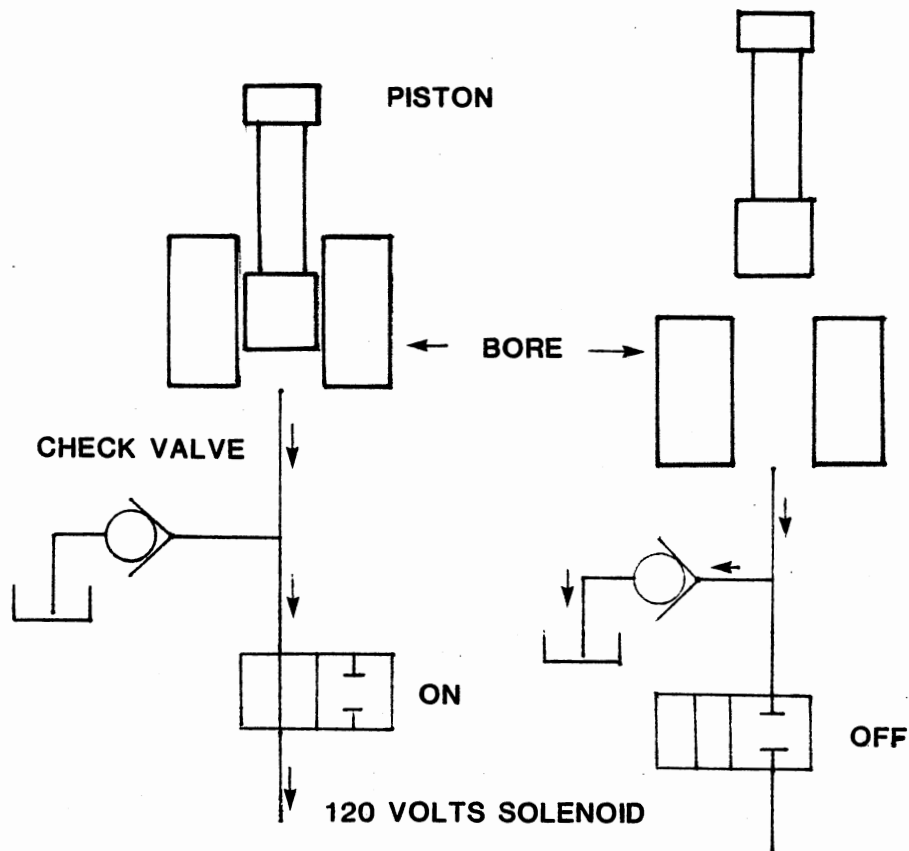 PISTON
BORE
CHECK VALVE
ON
OFF
120 VOLTS SOLENOID